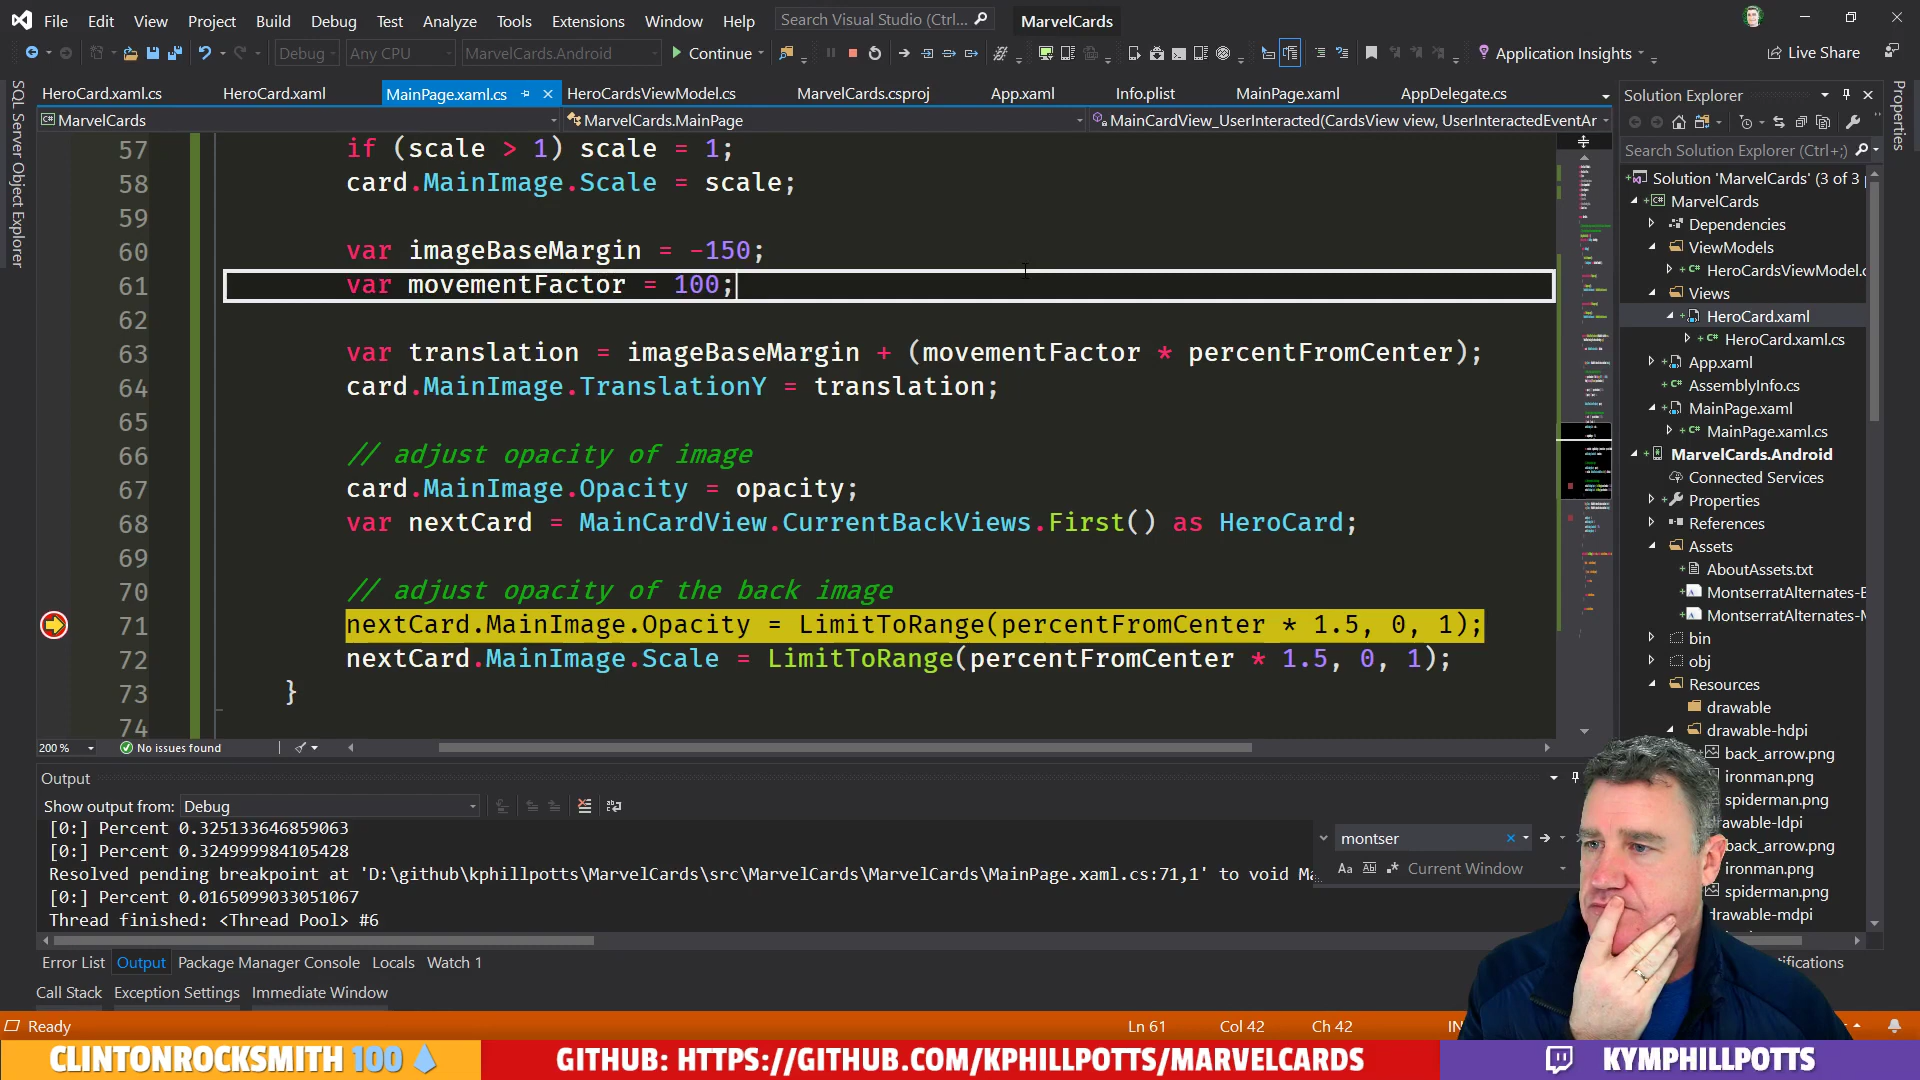 File Edit View Project Build Debug Test Analyze Tools Extensions Window Help Search Visual Studio (Ctrl... MarvelCards
Debug Any CPU MarvelCards.Android Continue Application Insights Live Share
HeroCard.xaml.cs HeroCard.xaml MainPage.xaml.cs HeroCardsViewModel.cs MarvelCards.csproj App.xaml Info.plist MainPage.xaml AppDelegate.cs
MarvelCards MarvelCards.MainPage MainCardView_UserInteracted(CardsView view, UserInteractedEventAr
SQL Server Object Explorer
57 if (scale > 1) scale = 1;
58 card.MainImage.Scale = scale;
59
60 var imageBaseMargin = -150;
61 var movementFactor = 100;
62
63 var translation = imageBaseMargin + (movementFactor * percentFromCenter);
64 card.MainImage.TranslationY = translation;
65
66 // adjust opacity of image
67 card.MainImage.Opacity = opacity;
68 var nextCard = MainCardView.CurrentBackViews.First() as HeroCard;
69
70 // adjust opacity of the back image
71 nextCard.MainImage.Opacity = LimitToRange(percentFromCenter * 1.5, 0, 1);
72 nextCard.MainImage.Scale = LimitToRange(percentFromCenter * 1.5, 0, 1);
73 }
74
200 % No issues found
Output
Show output from: Debug
[0:] Percent 0.325133646859063
[0:] Percent 0.324999984105428
Resolved pending breakpoint at 'D:\github\kphillpotts\MarvelCards\src\MarvelCards\MarvelCards\MainPage.xaml.cs:71,1' to void Ma
[0:] Percent 0.0165099033051067
Thread finished: <Thread Pool> #6
montser
Aa Current Window
Error List Output Package Manager Console Locals Watch 1
Call Stack Exception Settings Immediate Window
Solution Explorer
Search Solution Explorer (Ctrl+;)
Solution 'MarvelCards' (3 of 3 p
MarvelCards
Dependencies
ViewModels
HeroCardsViewModel.c
Views
HeroCard.xaml
HeroCard.xaml.cs
App.xaml
AssemblyInfo.cs
MainPage.xaml
MainPage.xaml.cs
MarvelCards.Android
Connected Services
Properties
References
Assets
AboutAssets.txt
MontserratAlternates-E
MontserratAlternates-M
bin
obj
Resources
drawable
drawable-hdpi
back_arrow.png
ironman.png
spiderman.png
drawable-ldpi
back_arrow.png
ironman.png
spiderman.png
drawable-mdpi
tifications
Properties
Ready Ln 61 Col 42 Ch 42 IN
CLINTONROCKSMITH 100 GITHUB: HTTPS://GITHUB.COM/KPHILLPOTTS/MARVELCARDS KYMPHILLPOTTS